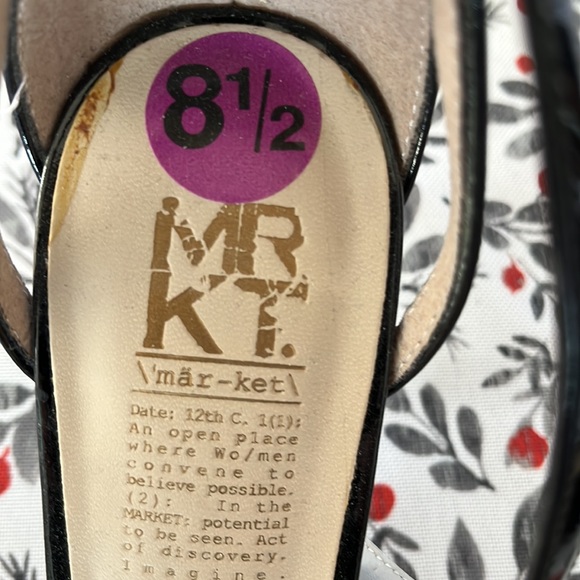 8½
MR
KT.
\'mär-ket\
Date: 12th C. 1(1):
An open place
where Wo/men
convene to
believe possible.
(2): In the
MARKET: potential
to be seen. Act
of discovery.
Imagine.